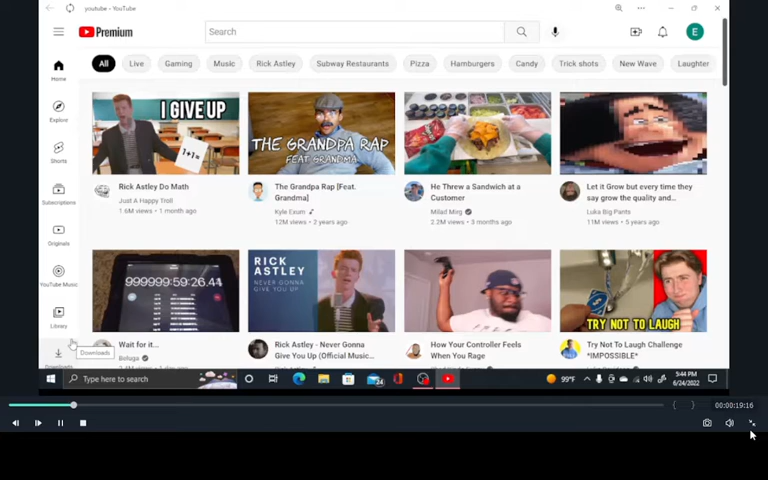 youtube - YouTube
Premium
Search
E
All
Live
Gaming
Music
Rick Astley
Subway Restaurants
Pizza
Hamburgers
Candy
Trick shots
New Wave
Laughter
Home
Explore
Shorts
Subscriptions
Originals
YouTube Music
Library
Downloads
I GIVE UP
1+1=
Rick Astley Do Math
Just A Happy Troll
1.6M views • 1 month ago
THE GRANDPA RAP
FEAT GRANDMA
The Grandpa Rap [Feat.
Grandma]
Kyle Exum
12M views • 2 years ago
He Threw a Sandwich at a
Customer
Milad Mirg
2.2M views • 3 months ago
Let it Grow but every time they
say grow the quality and...
Luka Big Pants
11M views • 5 years ago
999999:59:26.44
Wait for it...
Beluga
RICK
ASTLEY
NEVER GONNA
GIVE YOU UP
Rick Astley - Never Gonna
Give You Up (Official Music...
How Your Controller Feels
When You Rage
TRY NOT TO LAUGH
Try Not To Laugh Challenge
*IMPOSSIBLE*
Downloads
Type here to search
24
99°F
9:44 PM
6/24/2022
00:00:19:16